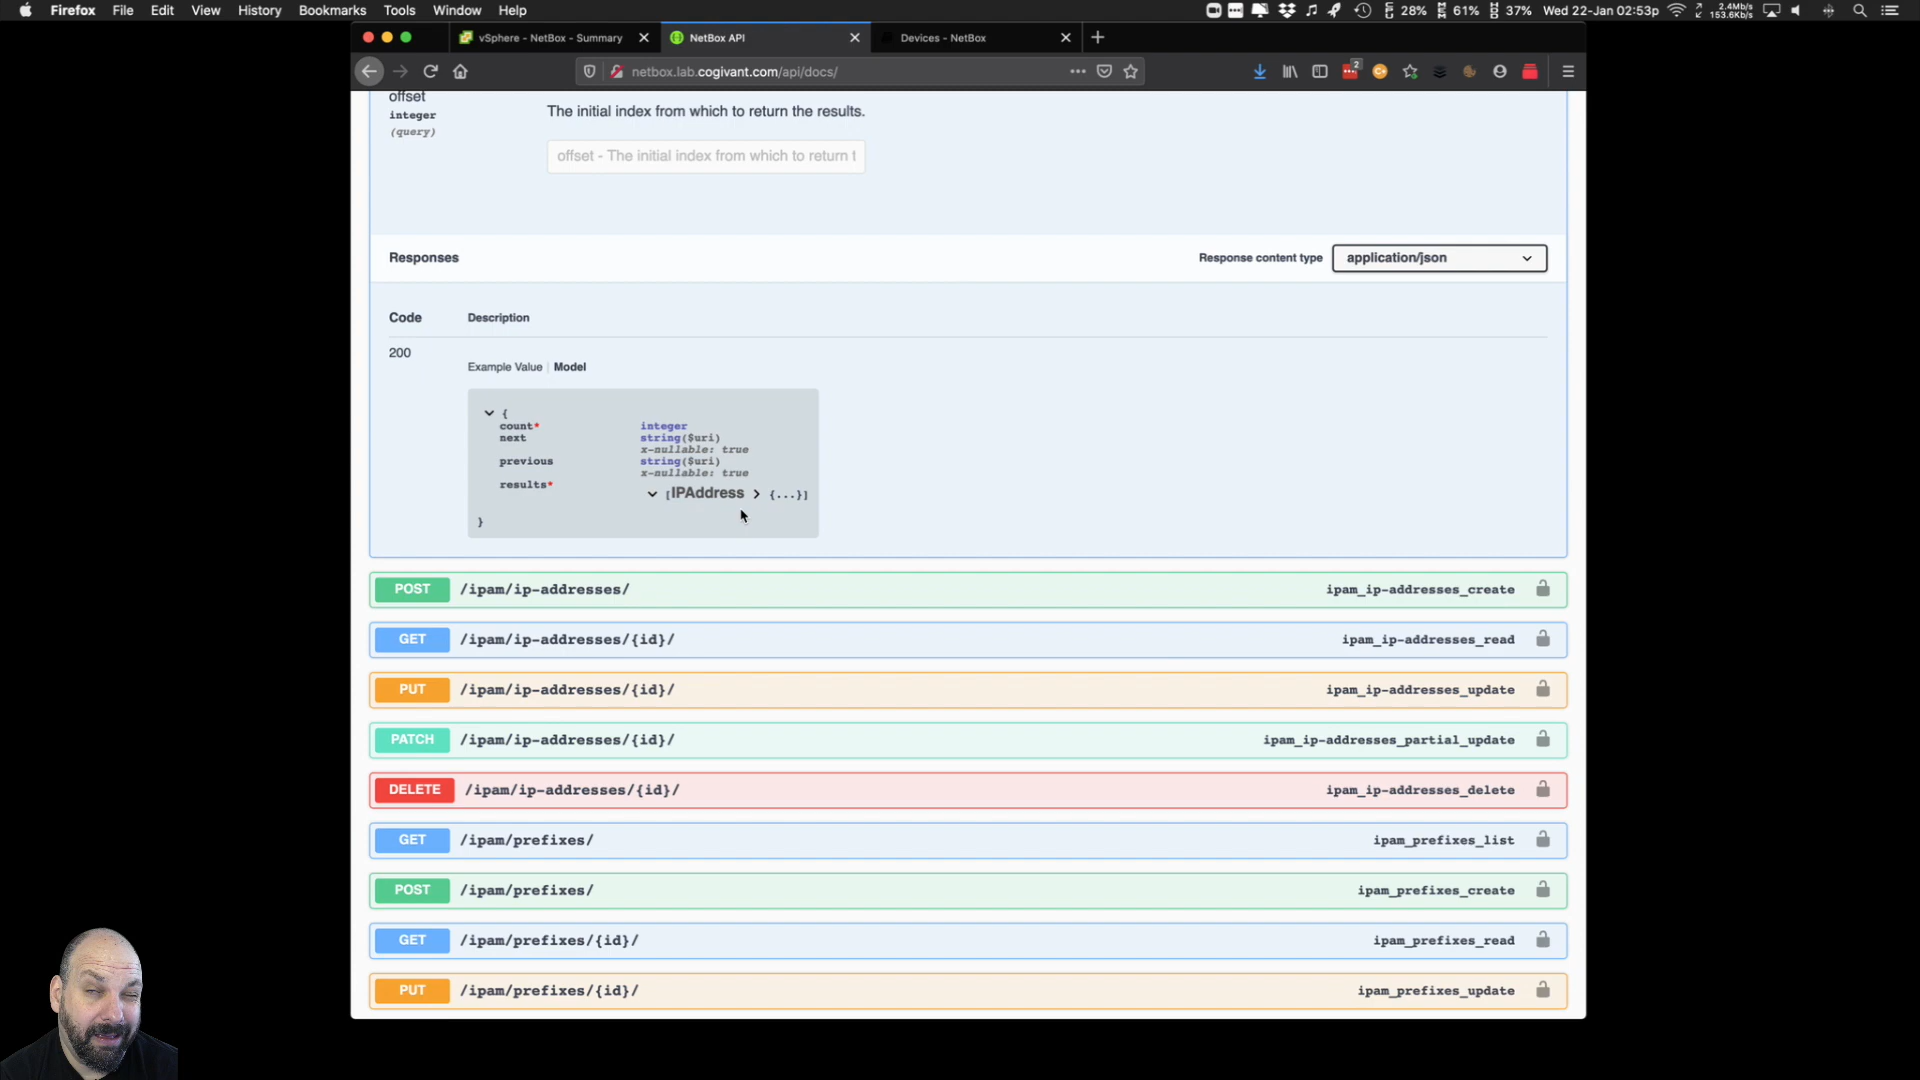 Firefox File Edit View History Bookmarks Tools Window Help 28% 61% 37% Wed 22-Jan 02:53p 2.4Mb/s 153.6Kb/s
vSphere - NetBox - Summary NetBox API Devices - NetBox
netbox.lab.cogivant.com/api/docs/ 2
offset The initial index from which to return the results.
integer
(query)
offset - The initial index from which to return t
Responses Response content type application/json
Code Description
200
Example Value Model
{
count* integer
next string($uri)
x-nullable: true
previous string($uri)
x-nullable: true
results*
[IPAddress > {...}]
}
POST /ipam/ip-addresses/ ipam_ip-addresses_create
GET /ipam/ip-addresses/{id}/ ipam_ip-addresses_read
PUT /ipam/ip-addresses/{id}/ ipam_ip-addresses_update
PATCH /ipam/ip-addresses/{id}/ ipam_ip-addresses_partial_update
DELETE /ipam/ip-addresses/{id}/ ipam_ip-addresses_delete
GET /ipam/prefixes/ ipam_prefixes_list
POST /ipam/prefixes/ ipam_prefixes_create
GET /ipam/prefixes/{id}/ ipam_prefixes_read
PUT /ipam/prefixes/{id}/ ipam_prefixes_update